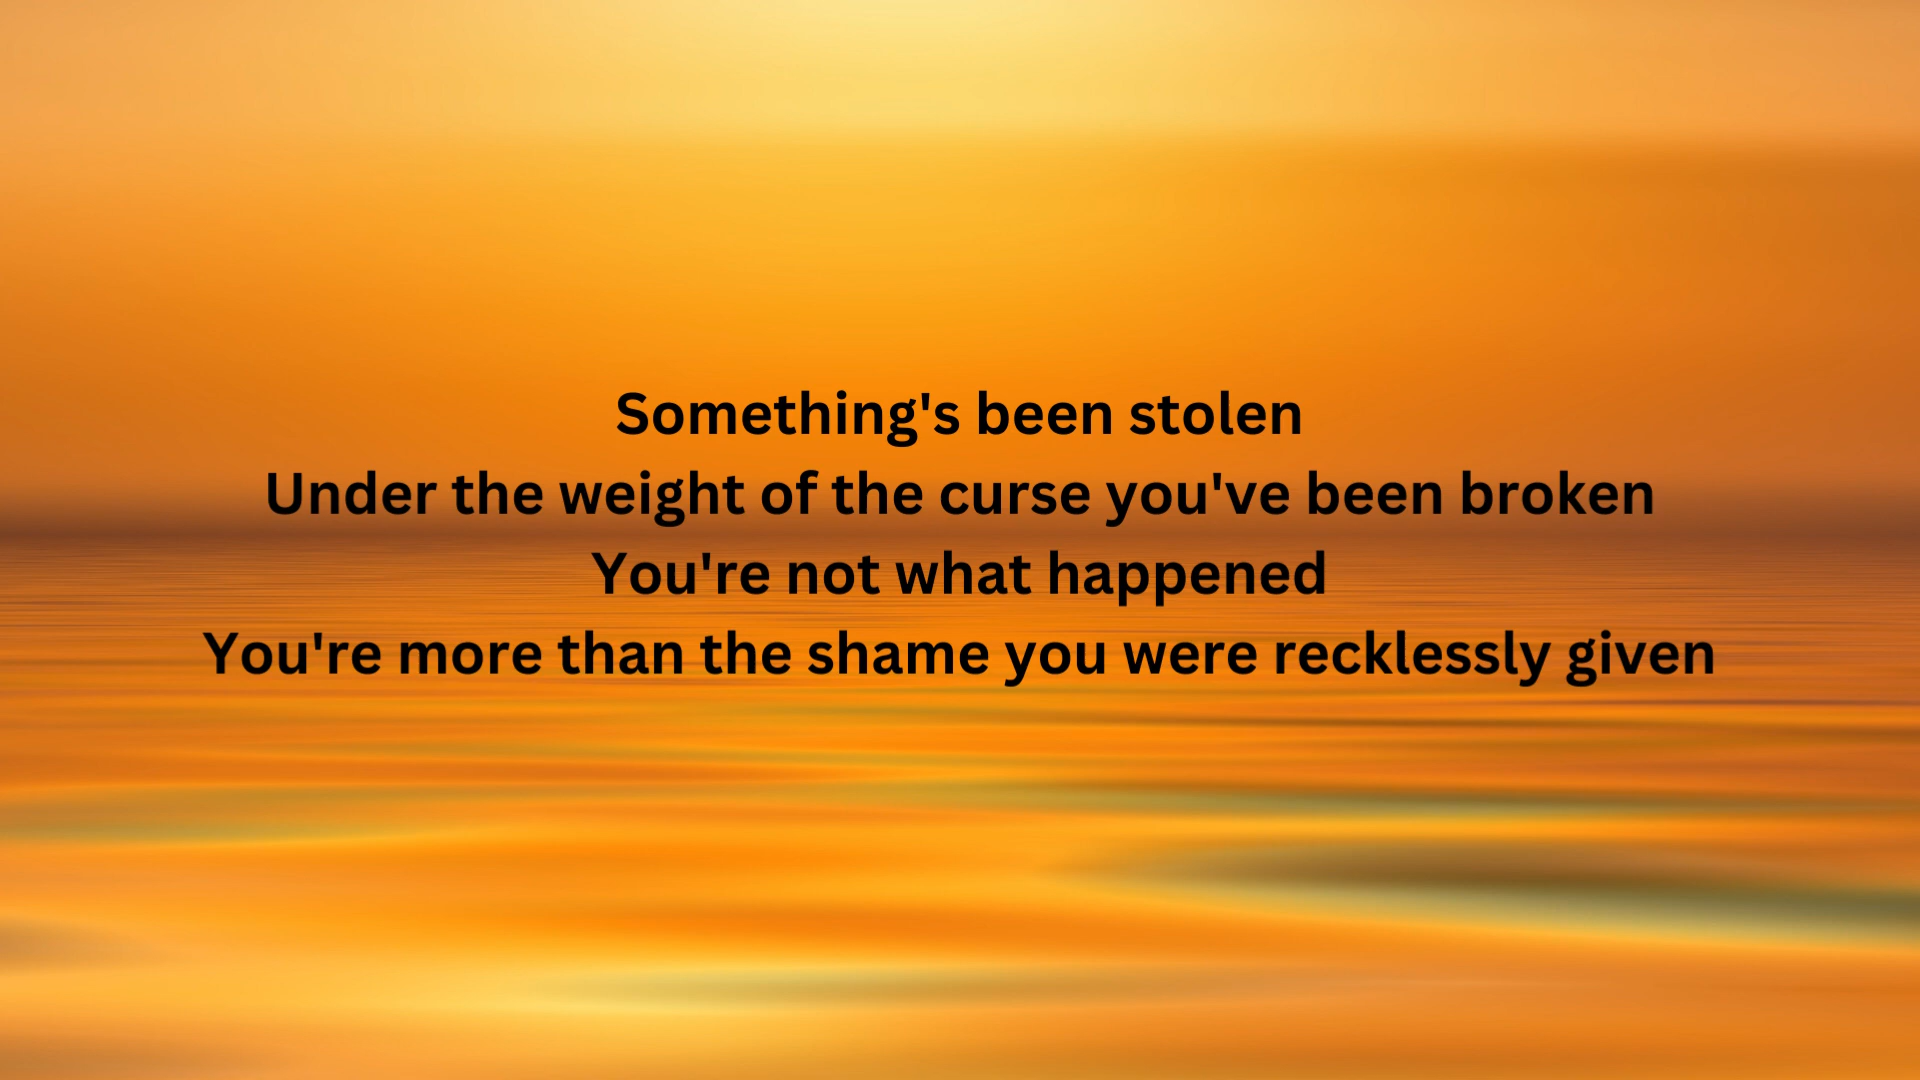 Something's been stolen
Under the weight of the curse you've been broken
You're not what happened
You're more than the shame you were recklessly given